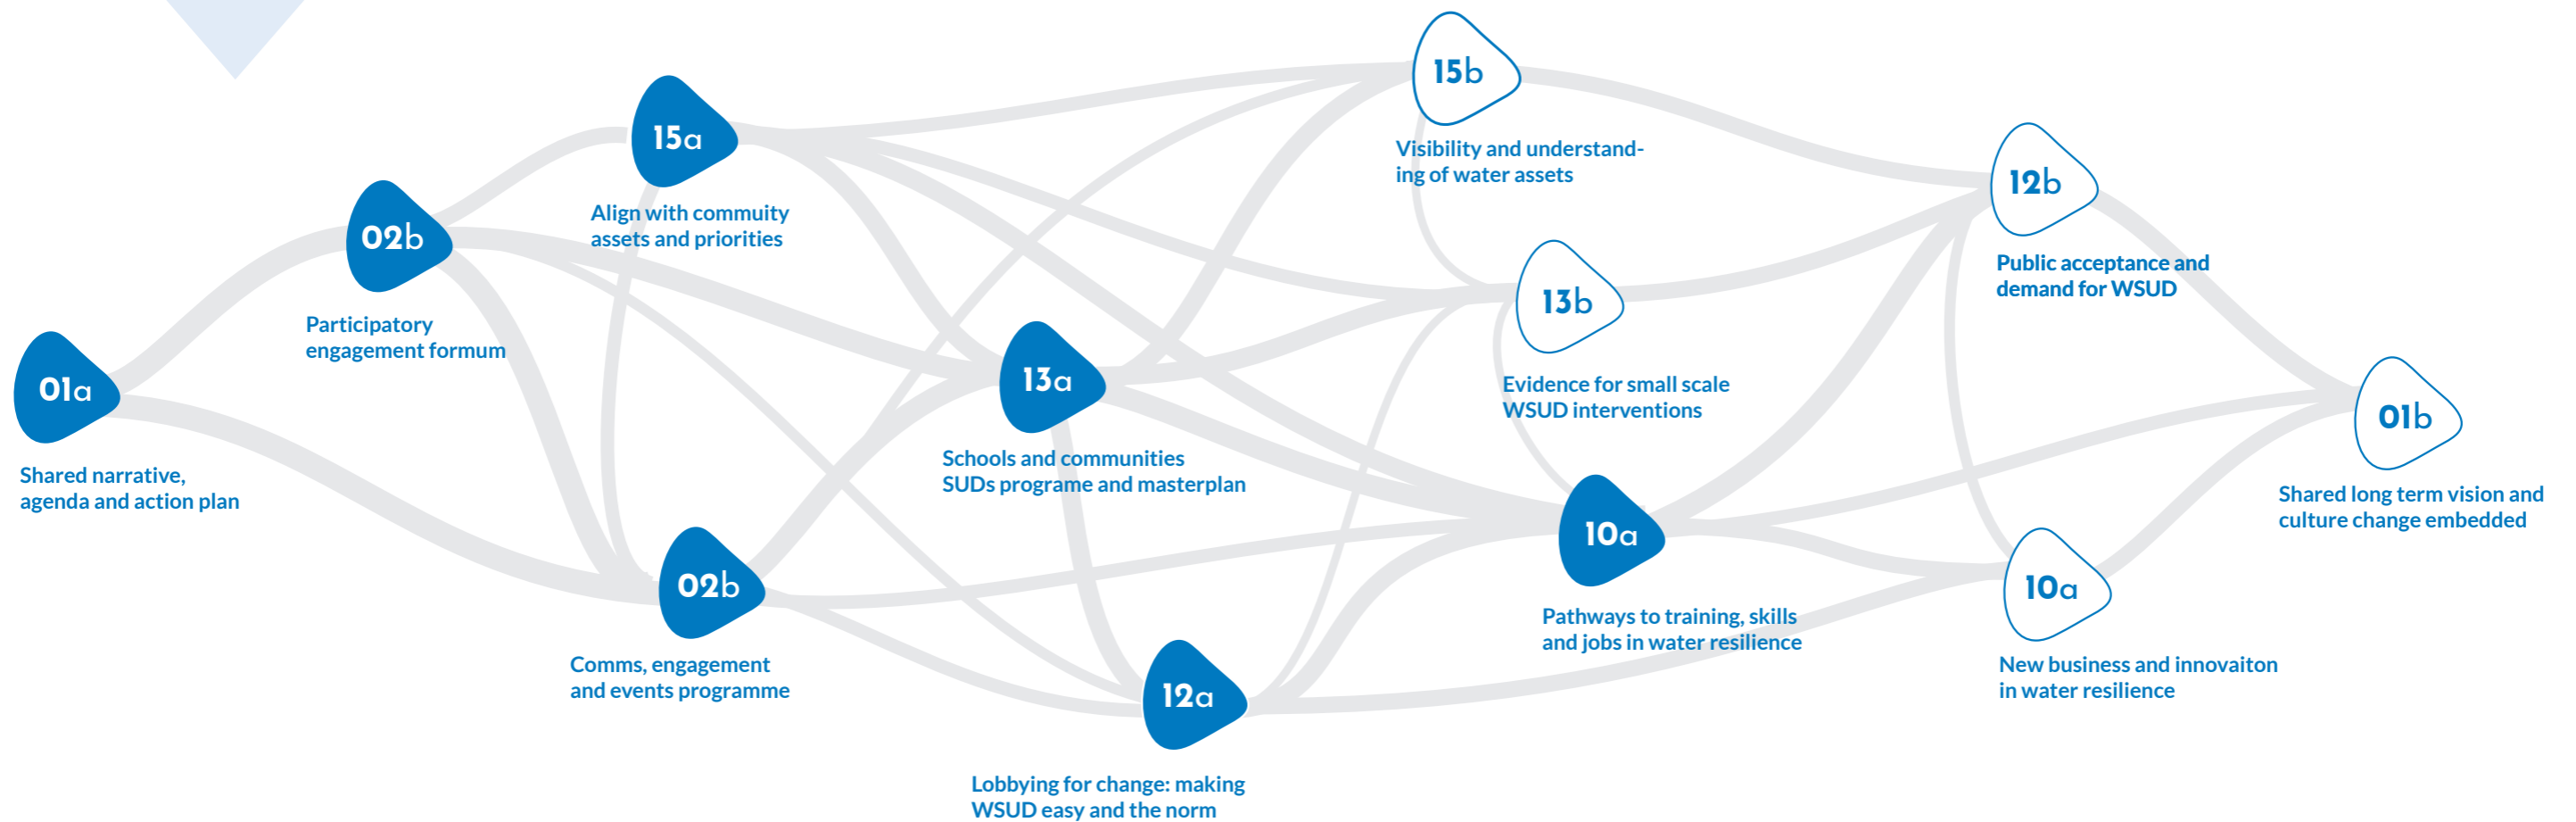 01a
Shared narrative,
agenda and action plan
02b
Participatory
engagement formum
15a
Align with commuity
assets and priorities
02b
Comms, engagement
and events programme
13a
Schools and communities
SUDs programe and masterplan
12a
Lobbying for change: making
WSUD easy and the norm
15b
Visibility and understand-
ing of water assets
13b
Evidence for small scale
WSUD interventions
10a
Pathways to training, skills
and jobs in water resilience
12b
Public acceptance and
demand for WSUD
10a
New business and innovaiton
in water resilience
01b
Shared long term vision and
culture change embedded